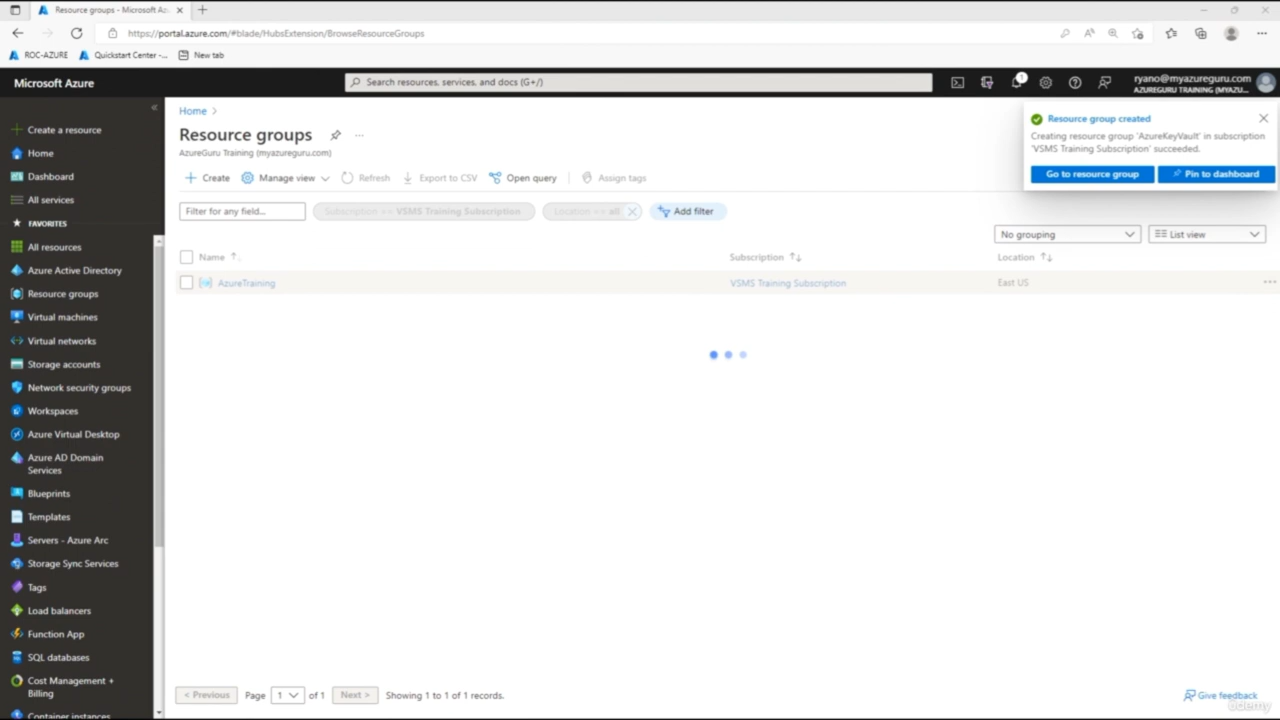 Resource groups - Microsoft Az...
https://portal.azure.com/#blade/HubsExtension/BrowseResourceGroups
ROC-AZURE
Quickstart Center -...
New tab
Microsoft Azure
Search resources, services, and docs (G+/)
1
ryano@myazureguru.com
AZUREGURU TRAINING (MYAZU...
Create a resource
Home
Dashboard
All services
FAVORITES
All resources
Azure Active Directory
Resource groups
Virtual machines
Virtual networks
Storage accounts
Network security groups
Workspaces
Azure Virtual Desktop
Azure AD Domain
Services
Blueprints
Templates
Servers - Azure Arc
Storage Sync Services
Tags
Load balancers
Function App
SQL databases
Cost Management +
Billing
Container instances
Home >
Resource groups
...
AzureGuru Training (myazureguru.com)
Create
Manage view
Refresh
Export to CSV
Open query
Assign tags
Filter for any field...
Subscription == VSMS Training Subscription
Location == all
Add filter
No grouping
List view
Name
Subscription
Location
AzureTraining
VSMS Training Subscription
East US
Resource group created
Creating resource group 'AzureKeyVault' in subscription
'VSMS Training Subscription' succeeded.
Go to resource group
Pin to dashboard
< Previous
Page
1
of 1
Next >
Showing 1 to 1 of 1 records.
Give feedback
ûdemy